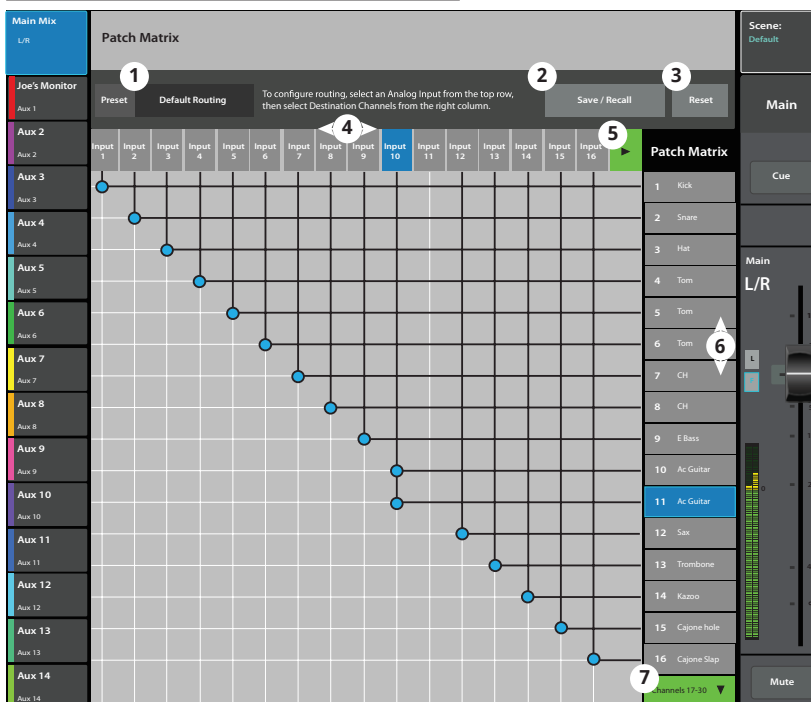 Main Mix
L/R
Patch Matrix
Scene:
Default
1
2
3
Preset
Default Routing
To configure routing, select an Analog Input from the top row,
then select Destination Channels from the right column.
Save / Recall
Reset
4
5
Input 1
Input 2
Input 3
Input 4
Input 5
Input 6
Input 7
Input 8
Input 9
Input 10
Input 11
Input 12
Input 13
Input 14
Input 15
Input 16
Patch Matrix
Joe's Monitor
Aux 1
Aux 2
Aux 2
Aux 3
Aux 3
Aux 4
Aux 4
Aux 5
Aux 5
Aux 6
Aux 6
Aux 7
Aux 7
Aux 8
Aux 8
Aux 9
Aux 9
Aux 10
Aux 10
Aux 11
Aux 11
Aux 12
Aux 12
Aux 13
Aux 13
Aux 14
Aux 14
1 Kick
2 Snare
3 Hat
4 Tom
5 Tom
6 Tom
6
7 CH
8 CH
9 E Bass
10 Ac Guitar
11 Ac Guitar
12 Sax
13 Trombone
14 Kazoo
15 Cajone hole
16 Cajone Slap
7
Channels 17-30
Main
Cue
Main
L/R
L
0
Mute